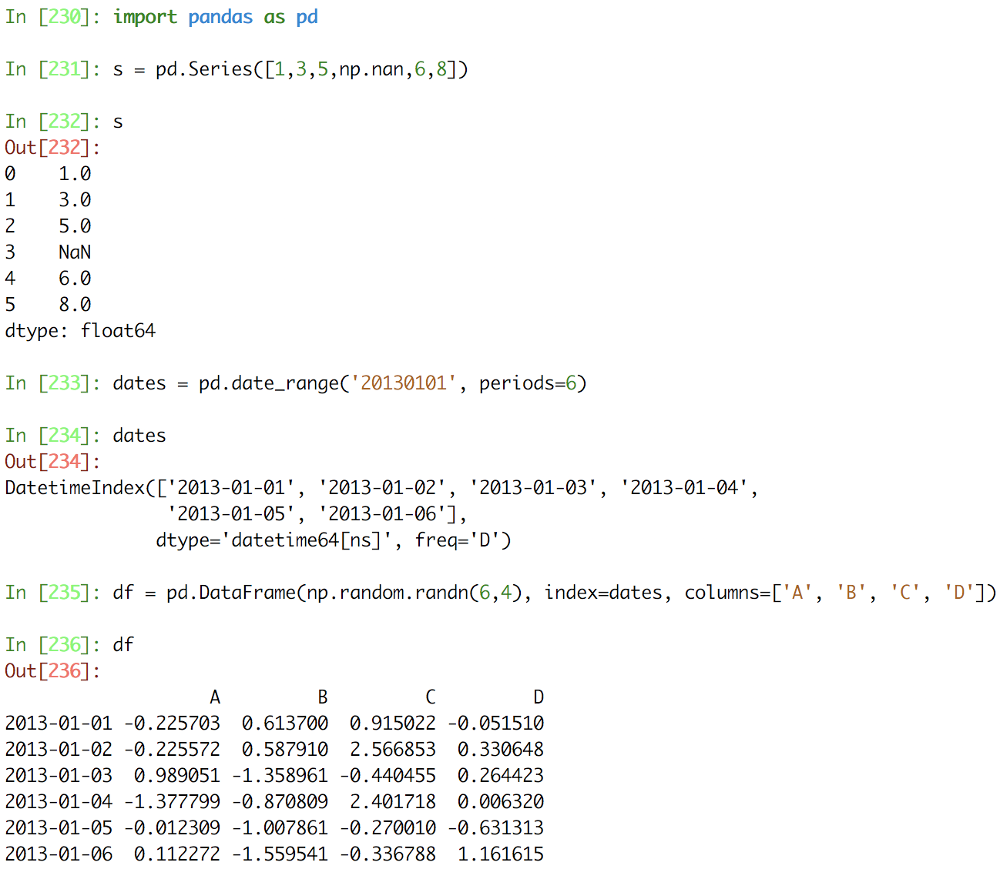 In [230]: import pandas as pd
In [231]: s = pd.Series([1,3,5,np.nan,6,8])
In [232]: s
Out[232]:
0    1.0
1    3.0
2    5.0
3    NaN
4    6.0
5    8.0
dtype: float64
In [233]: dates = pd.date_range('20130101', periods=6)
In [234]: dates
Out[234]:
DatetimeIndex(['2013-01-01', '2013-01-02', '2013-01-03', '2013-01-04',
               '2013-01-05', '2013-01-06'],
              dtype='datetime64[ns]', freq='D')
In [235]: df = pd.DataFrame(np.random.randn(6,4), index=dates, columns=['A', 'B', 'C', 'D'])
In [236]: df
Out[236]:
                   A         B         C         D
2013-01-01 -0.225703  0.613700  0.915022 -0.051510
2013-01-02 -0.225572  0.587910  2.566853  0.330648
2013-01-03  0.989051 -1.358961 -0.440455  0.264423
2013-01-04 -1.377799 -0.870809  2.401718  0.006320
2013-01-05 -0.012309 -1.007861 -0.270010 -0.631313
2013-01-06  0.112272 -1.559541 -0.336788  1.161615